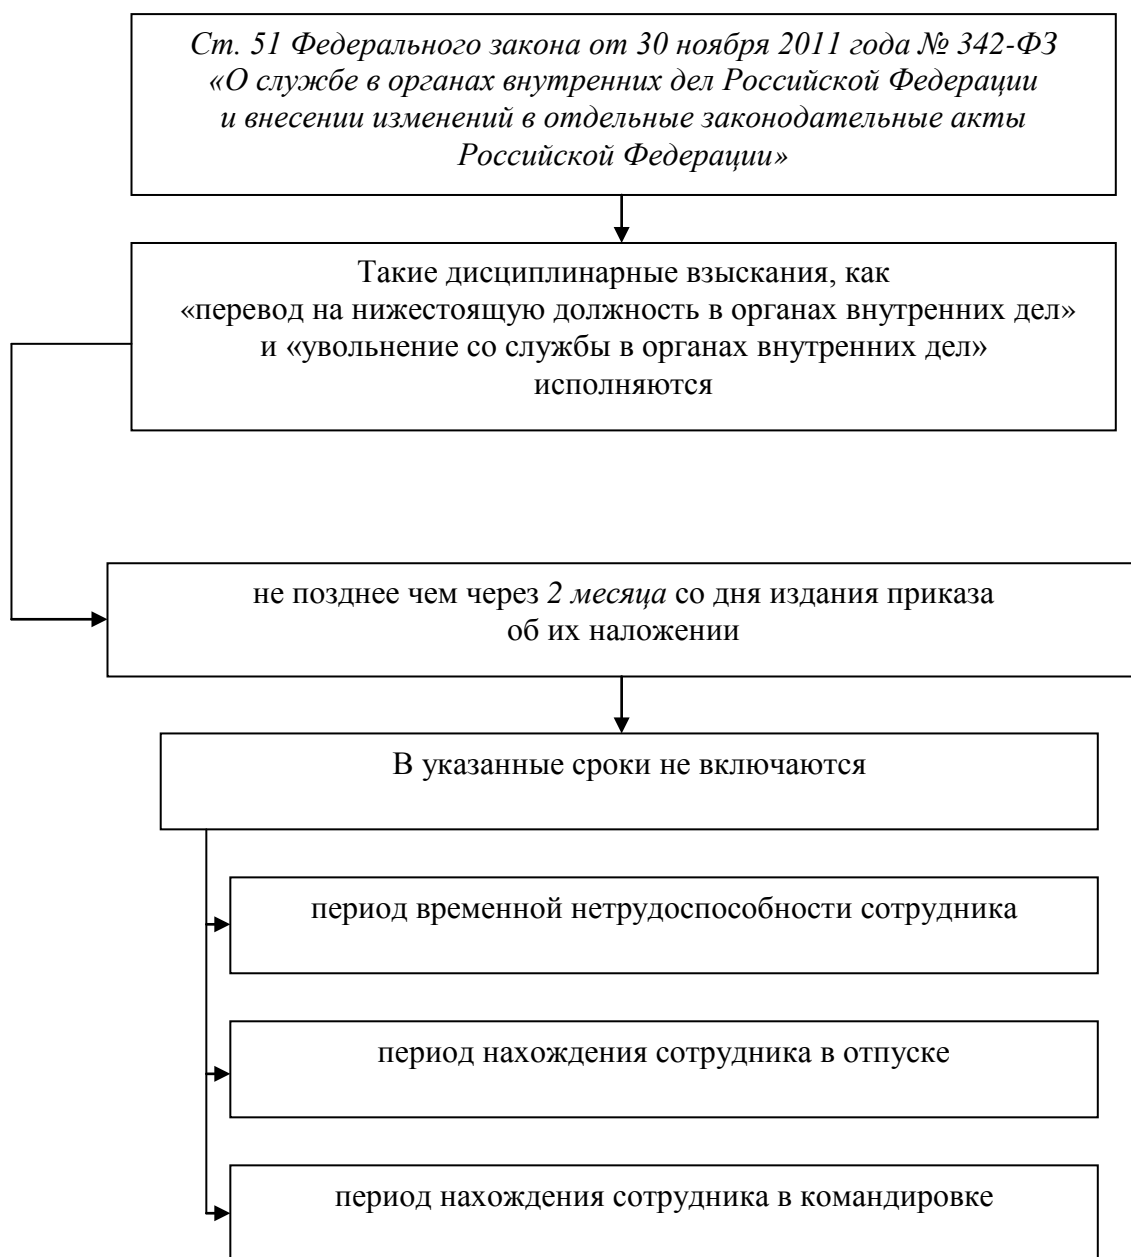 Ст. 51 Федерального закона от 30 ноября 2011 года № 342-ФЗ
«О службе в органах внутренних дел Российской Федерации
и внесении изменений в отдельные законодательные акты
Российской Федерации»
Такие дисциплинарные взыскания, как
«перевод на нижестоящую должность в органах внутренних дел»
и «увольнение со службы в органах внутренних дел»
исполняются
не позднее чем через 2 месяца со дня издания приказа
об их наложении
В указанные сроки не включаются
период временной нетрудоспособности сотрудника
период нахождения сотрудника в отпуске
период нахождения сотрудника в командировке